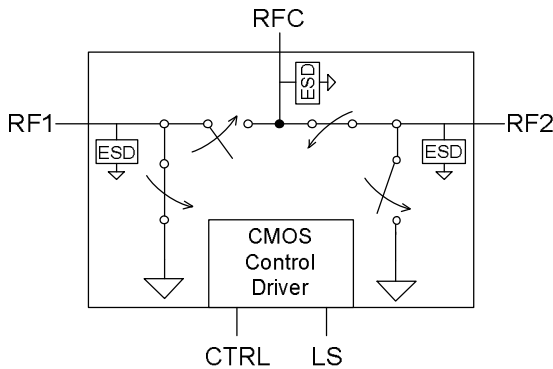 RFC
ESD
RF1
RF2
ESD
ESD
CMOS
Control
Driver
CTRL
LS